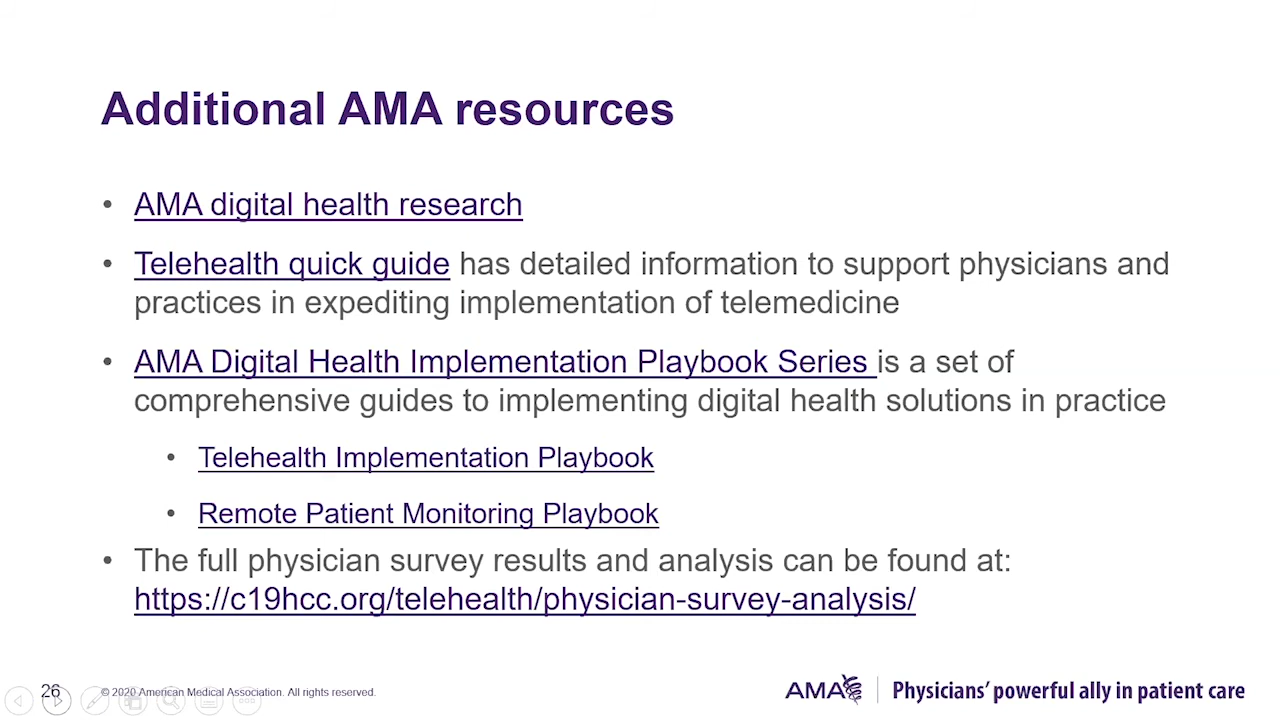 Additional AMA resources
• AMA digital health research
• Telehealth quick guide has detailed information to support physicians and
practices in expediting implementation of telemedicine
• AMA Digital Health Implementation Playbook Series is a set of
comprehensive guides to implementing digital health solutions in practice
• Telehealth Implementation Playbook
• Remote Patient Monitoring Playbook
• The full physician survey results and analysis can be found at:
https://c19hcc.org/telehealth/physician-survey-analysis/
26
© 2020 American Medical Association. All rights reserved.
AMA
Physicians’ powerful ally in patient care